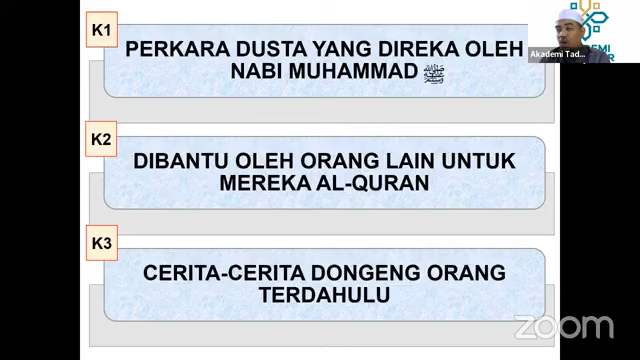 K1
PERKARA DUSTA YANG DIREKA OLEH
NABI MUHAMMAD ﷺ
K2
DIBANTU OLEH ORANG LAIN UNTUK
MEREKA AL-QURAN
K3
CERITA-CERITA DONGENG ORANG
TERDAHULU
Akademi Tad...
zoom